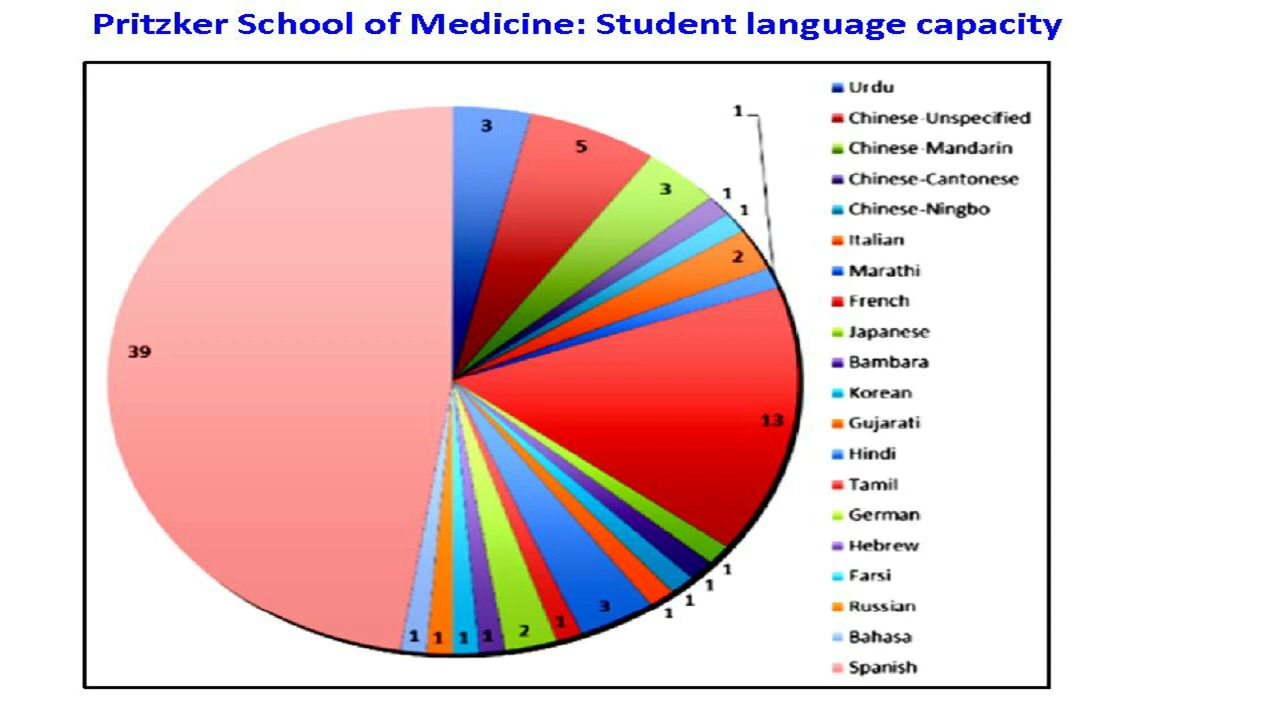 Pritzker School of Medicine: Student language capacity
3
5
3
1
1
2
1
13
1
1
1
1
3
1
2
1
1
1
1
39
Urdu
Chinese-Unspecified
Chinese-Mandarin
Chinese-Cantonese
Chinese-Ningbo
Italian
Marathi
French
Japanese
Bambara
Korean
Gujarati
Hindi
Tamil
German
Hebrew
Farsi
Russian
Bahasa
Spanish